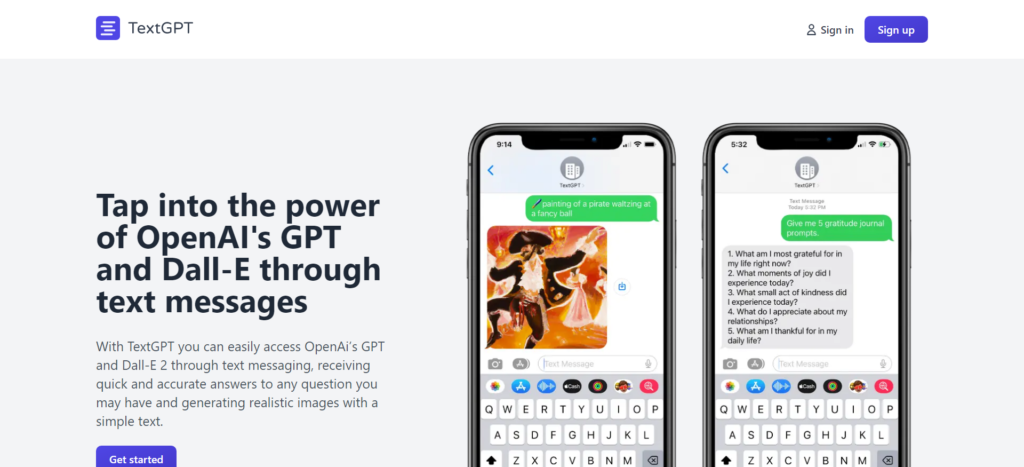 TextGPT
Sign in
Sign up
Tap into the power
of OpenAI's GPT
and Dall-E through
text messages
With TextGPT you can easily access OpenAi's GPT
and Dall-E 2 through text messaging, receiving
quick and accurate answers to any question you
may have and generating realistic images with a
simple text.
Get started
9:14
TextGPT
painting of a pirate waltzing at
a fancy ball
Text Message
Cash
Q W E R T Y U I O P
A S D F G H J K L
Z X C V B N M
5:32
TextGPT
Text Message
Today 5:32 PM
Give me 5 gratitude journal
prompts.
1. What am I most grateful for in
my life right now?
2. What moments of joy did I
experience today?
3. What small act of kindness did
I experience today?
4. What do I appreciate about my
relationships?
5. What am I thankful for in my
daily life?
Text Message
Cash
Q W E R T Y U I O P
A S D F G H J K L
Z X C V B N M